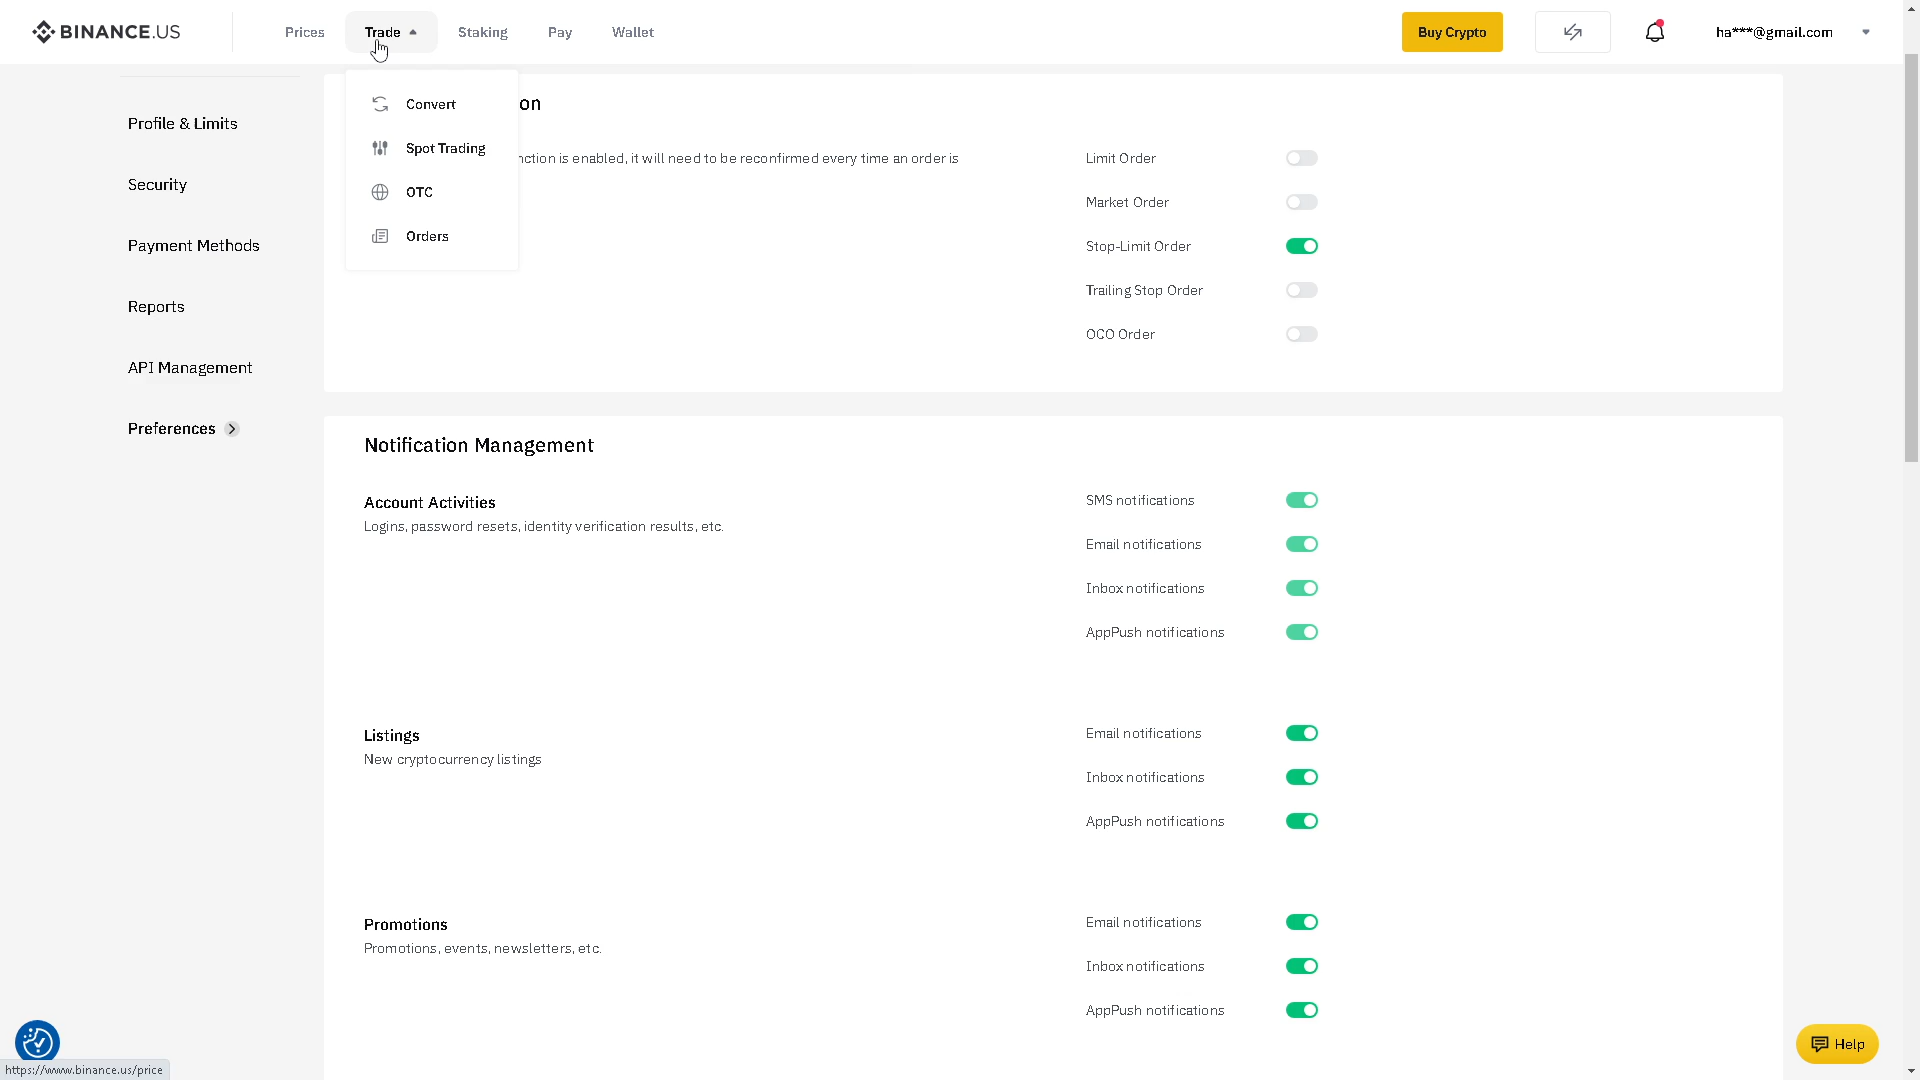 BINANCE.US
Prices
Trade
Staking
Pay
Wallet
Buy Crypto
ha***@gmail.com
Convert
Spot Trading
OTC
Orders
on
nction is enabled, it will need to be reconfirmed every time an order is
Limit Order
Market Order
Stop-Limit Order
Trailing Stop Order
OCO Order
Profile & Limits
Security
Payment Methods
Reports
API Management
Preferences
Notification Management
Account Activities
Logins, password resets, identity verification results, etc.
SMS notifications
Email notifications
Inbox notifications
AppPush notifications
Listings
New cryptocurrency listings
Email notifications
Inbox notifications
AppPush notifications
Promotions
Promotions, events, newsletters, etc.
Email notifications
Inbox notifications
AppPush notifications
Help
https://www.binance.us/price